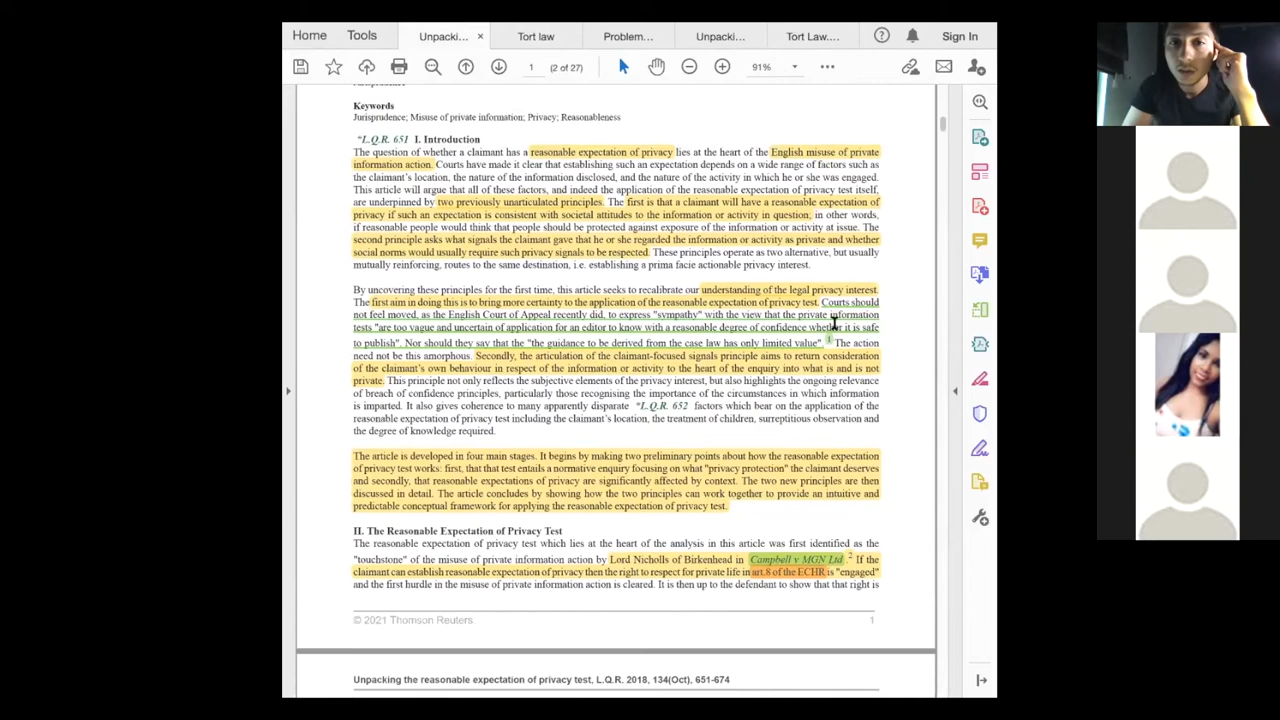 Home Tools Unpacki... × Tort law Problem... Unpacki... Tort Law.... Sign In
1 (2 of 27) 91%
Keywords
Jurisprudence; Misuse of private information; Privacy; Reasonableness
*L.Q.R. 651 I. Introduction
The question of whether a claimant has a reasonable expectation of privacy lies at the heart of the English misuse of private
information action. Courts have made it clear that establishing such an expectation depends on a wide range of factors such as
the claimant's location, the nature of the information disclosed, and the nature of the activity in which he or she was engaged.
This article will argue that all of these factors, and indeed the application of the reasonable expectation of privacy test itself,
are underpinned by two previously unarticulated principles. The first is that a claimant will have a reasonable expectation of
privacy if such an expectation is consistent with societal attitudes to the information or activity in question; in other words,
if reasonable people would think that people should be protected against exposure of the information or activity at issue. The
second principle asks what signals the claimant gave that he or she regarded the information or activity as private and whether
social norms would usually require such privacy signals to be respected. These principles operate as two alternative, but usually
mutually reinforcing, routes to the same destination, i.e. establishing a prima facie actionable privacy interest.
By uncovering these principles for the first time, this article seeks to recalibrate our understanding of the legal privacy interest.
The first aim in doing this is to bring more certainty to the application of the reasonable expectation of privacy test. Courts should
not feel moved, as the English Court of Appeal recently did, to express "sympathy" with the view that the private information
tests "are too vague and uncertain of application for an editor to know with a reasonable degree of confidence whether it is safe
to publish". Nor should they say that the "the guidance to be derived from the case law has only limited value". 1 The action
need not be this amorphous. Secondly, the articulation of the claimant-focused signals principle aims to return consideration
of the claimant's own behaviour in respect of the information or activity to the heart of the enquiry into what is and is not
private. This principle not only reflects the subjective elements of the privacy interest, but also highlights the ongoing relevance
of breach of confidence principles, particularly those recognising the importance of the circumstances in which information
is imparted. It also gives coherence to many apparently disparate *L.Q.R. 652 factors which bear on the application of the
reasonable expectation of privacy test including the claimant's location, the treatment of children, surreptitious observation and
the degree of knowledge required.
The article is developed in four main stages. It begins by making two preliminary points about how the reasonable expectation
of privacy test works: first, that that test entails a normative enquiry focusing on what "privacy protection" the claimant deserves
and secondly, that reasonable expectations of privacy are significantly affected by context. The two new principles are then
discussed in detail. The article concludes by showing how the two principles can work together to provide an intuitive and
predictable conceptual framework for applying the reasonable expectation of privacy test.
II. The Reasonable Expectation of Privacy Test
The reasonable expectation of privacy test which lies at the heart of the analysis in this article was first identified as the
"touchstone" of the misuse of private information action by Lord Nicholls of Birkenhead in Campbell v MGN Ltd .2 If the
claimant can establish reasonable expectation of privacy then the right to respect for private life in art.8 of the ECHR is "engaged"
and the first hurdle in the misuse of private information action is cleared. It is then up to the defendant to show that that right is
© 2021 Thomson Reuters 1
Unpacking the reasonable expectation of privacy test, L.Q.R. 2018, 134(Oct), 651-674